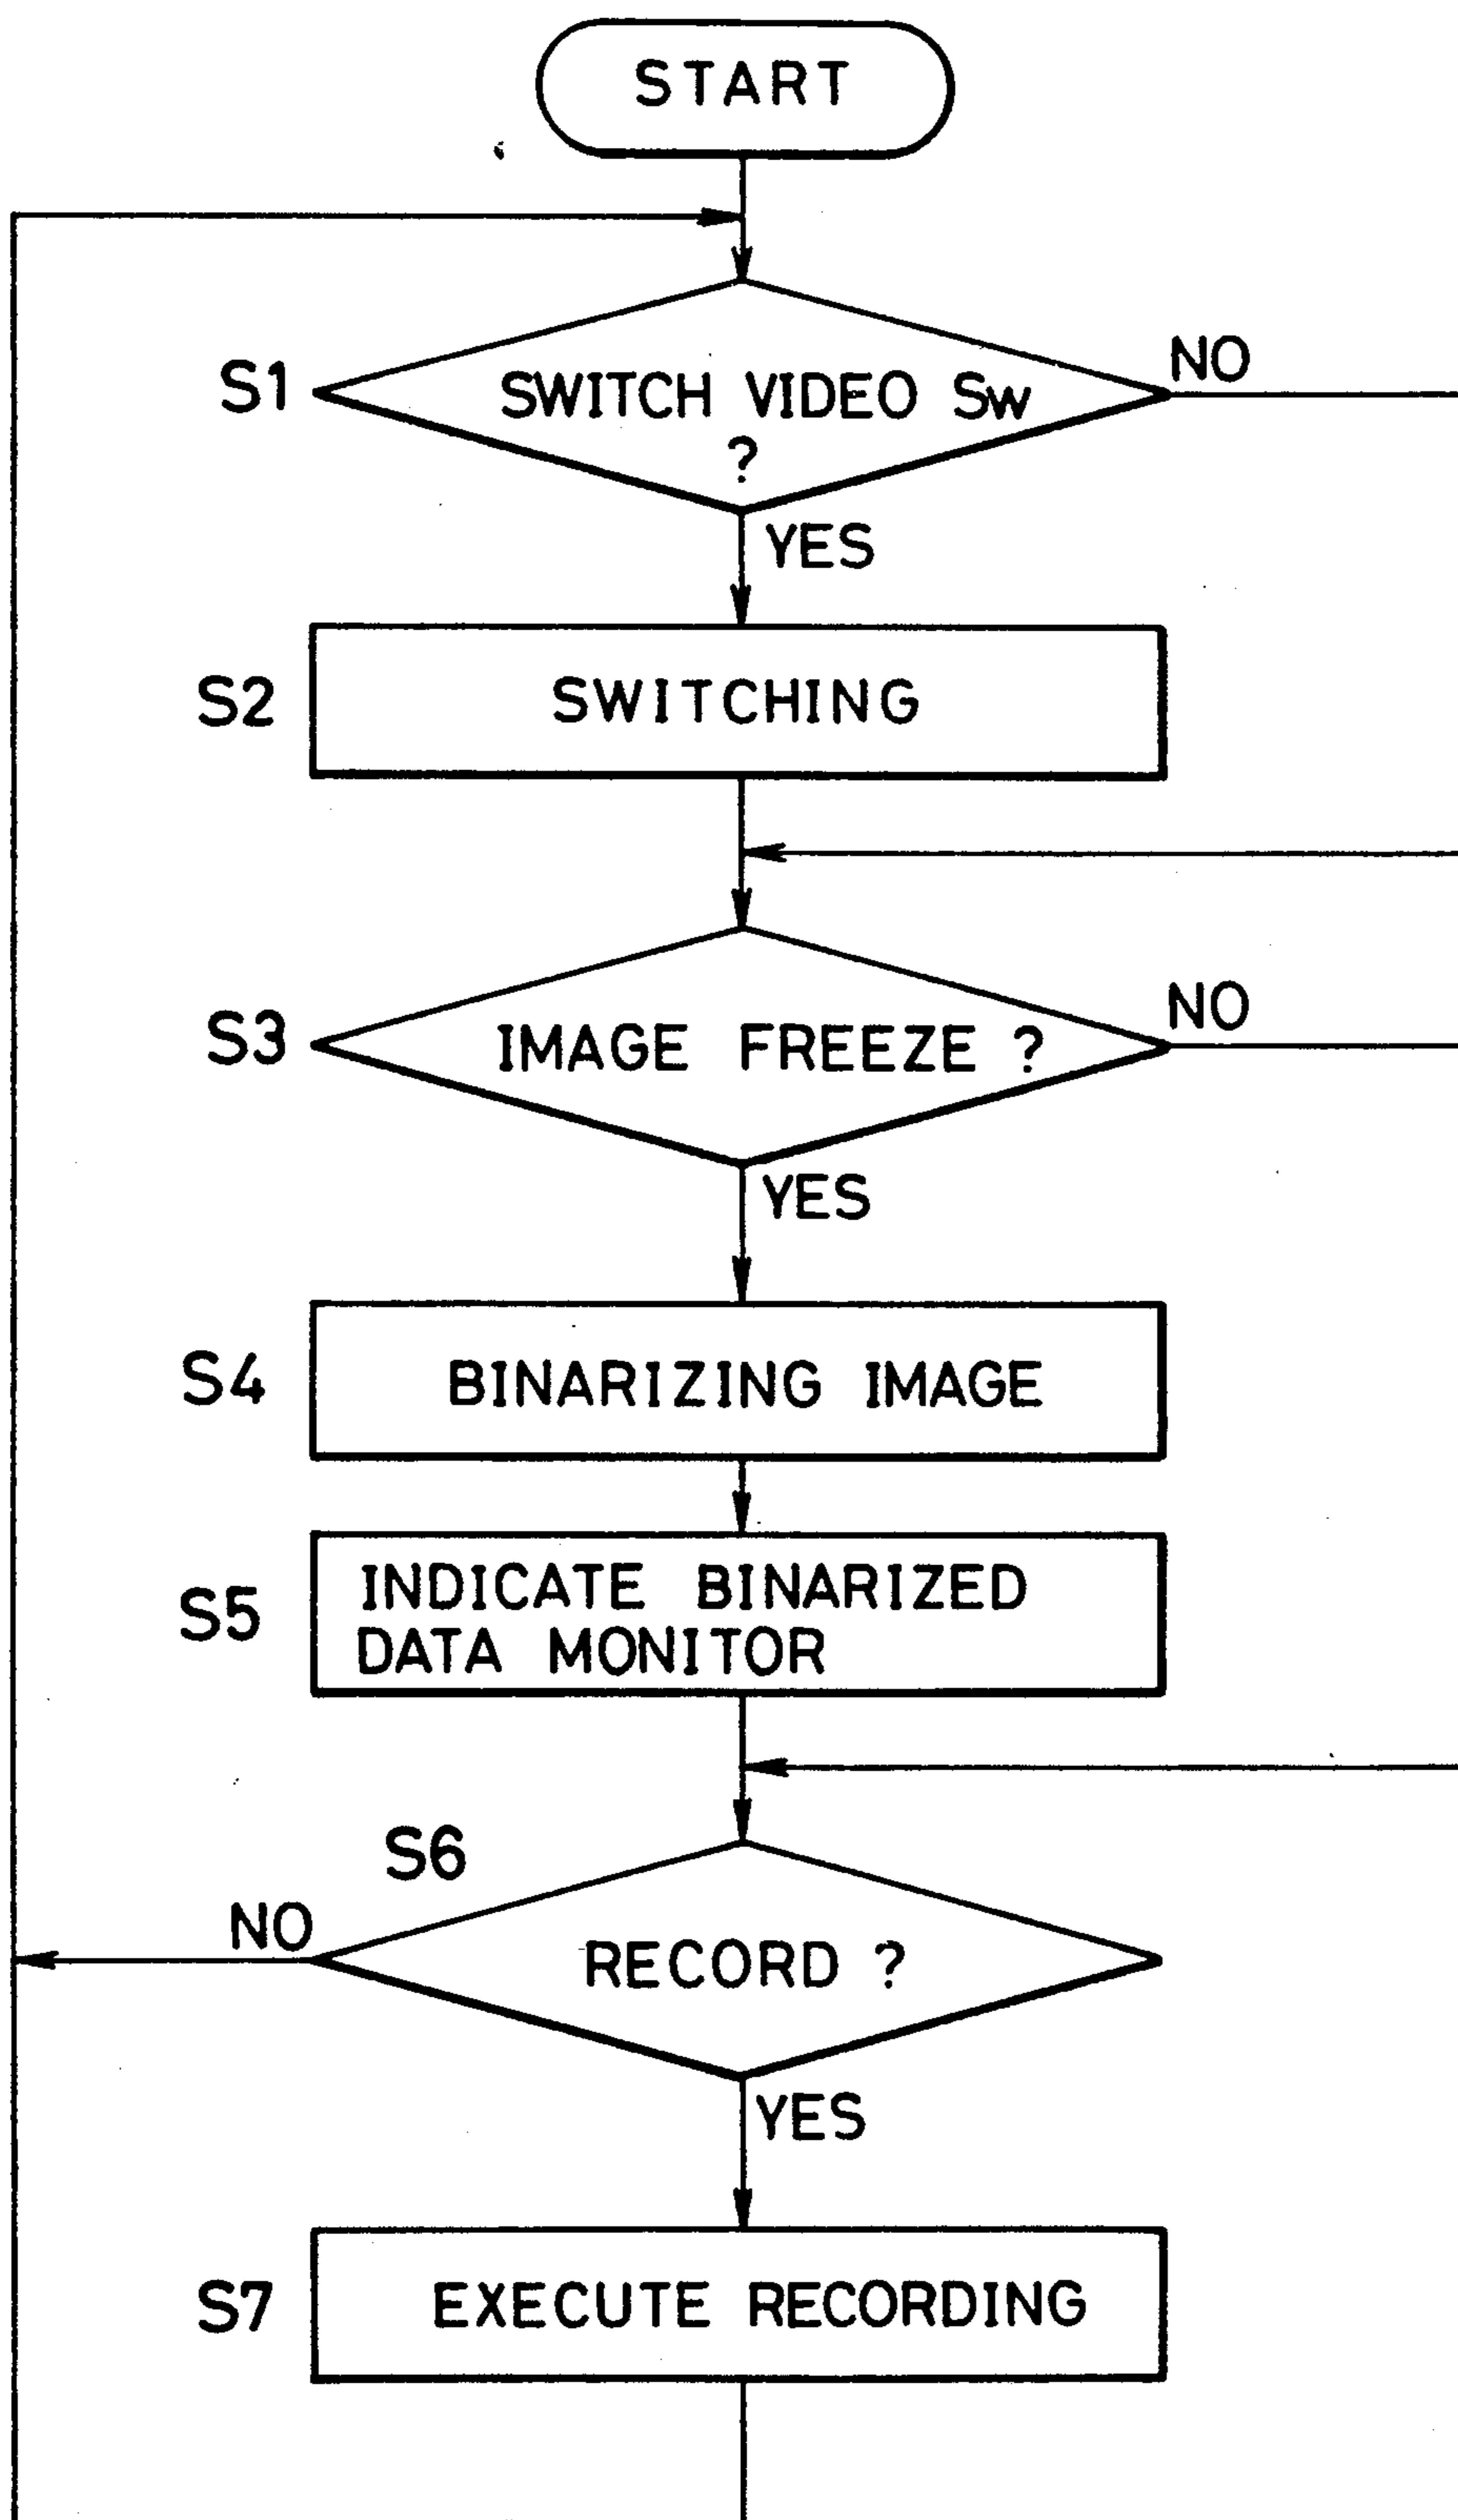 START
S1
SWITCH VIDEO Sw
?
NO
YES
S2
SWITCHING
S3
IMAGE FREEZE ?
NO
YES
S4
BINARIZING IMAGE
S5
INDICATE BINARIZED
DATA MONITOR
S6
NO
RECORD ?
YES
S7
EXECUTE RECORDING